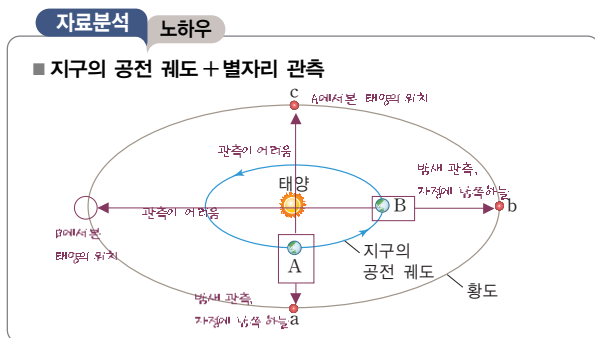 자료분석
노하우
■ 지구의 공전 궤도+별자리 관측
c
A에서본 태양의 위치
관측이 어려움
밤새 관측,
자정에 남쪽하늘
태양
B
b
관측이 어려움
B에서본
태양의 위치
A
지구의
공전 궤도
황도
밤새 관측,
자정에 남쪽 하늘
a